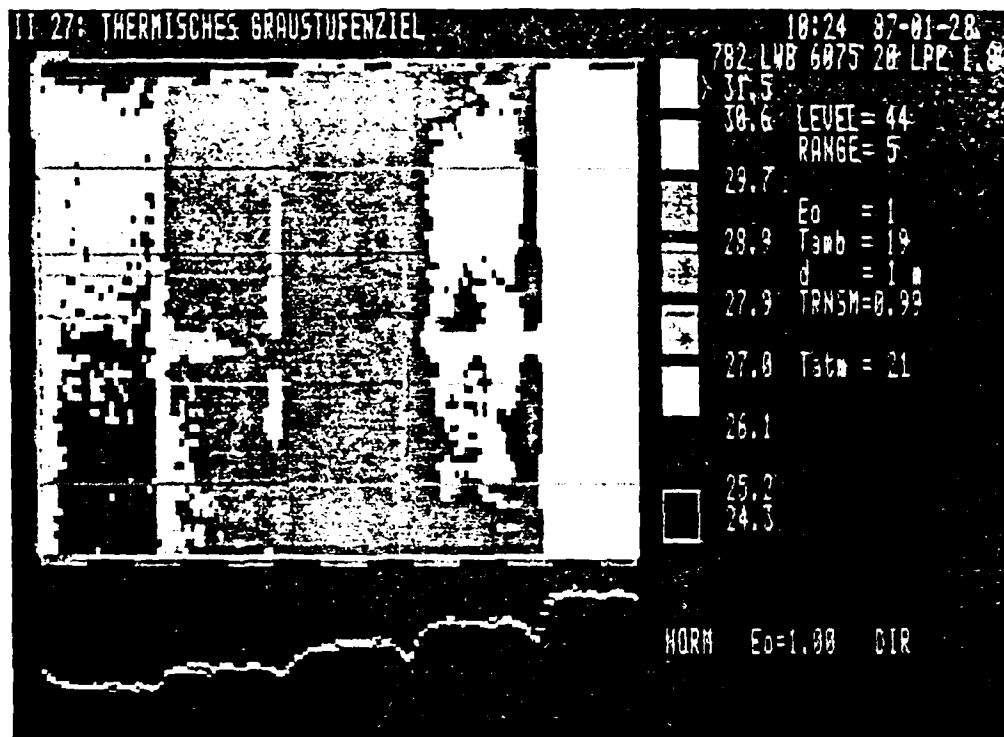 II 27: THERMISCHES GRAUSTUFENZIEL 10:24 87-01-28
782 LWB 6075 20 LPE 1.8
31.5
30.6 LEVEL= 44
RANGE= 5
29.7
Eo = 1
28.9 Tamb = 19
d = 1 m
27.9 TRNSM=0.99
27.0 Tatm = 21
26.1
25.2
24.3
NORM Eo=1.00 DIR